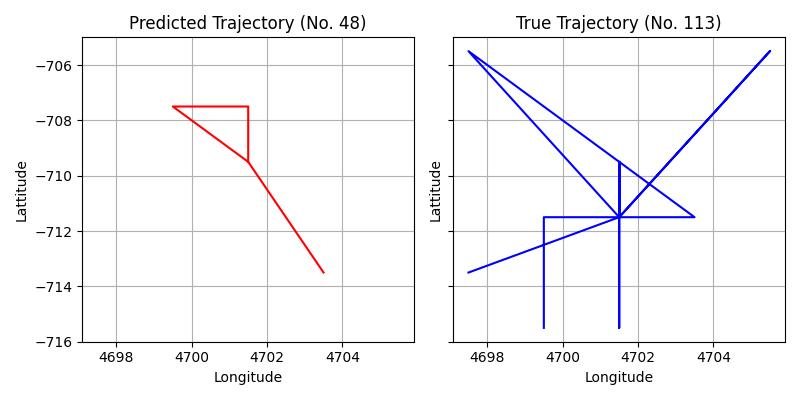 Predicted Trajectory (No. 48)
True Trajectory (No. 113)
Lattitude
−706
−708
−710
−712
−714
−716
4698 4700 4702 4704
Longitude
Lattitude
4698 4700 4702 4704
Longitude